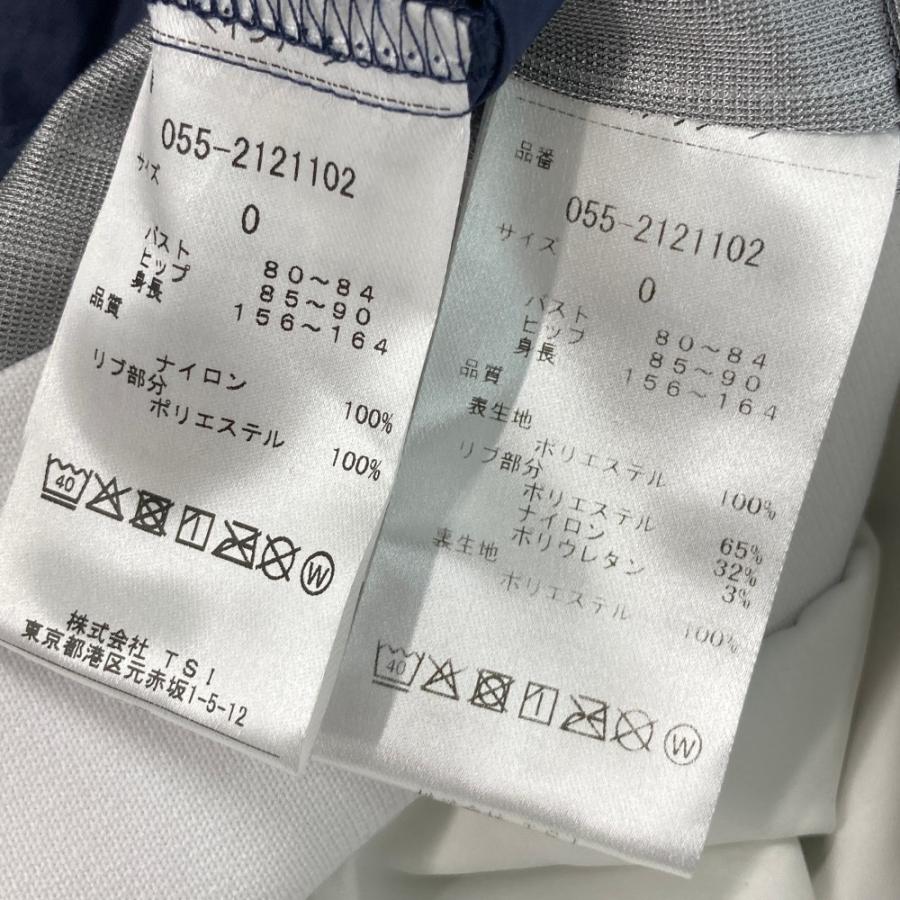 055-2121102
サイズ
0
バスト 80〜84
ヒップ 85〜90
身長 156〜164
品質
ナイロン 100%
リブ部分
ポリエステル 100%
40
W
株式会社 TSI
東京都港区元赤坂1-5-12
品番
055-2121102
サイズ
0
バスト 80〜84
ヒップ 85〜90
身長 156〜164
品質
表生地
ポリエステル 100%
リブ部分
ポリエステル 65%
ナイロン 32%
ポリウレタン 3%
裏生地
ポリエステル 100%
40
W